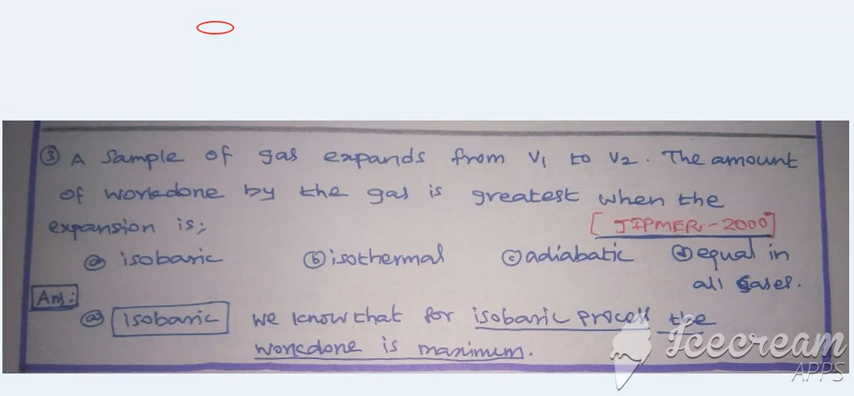 ③ A Sample of gas expands from V₁ to V₂. The amount
of workdone by the gas is greatest when the
expansion is; [JIPMER-2000]
ⓐ isobaric ⓑ isothermal ⓒ adiabatic ⓓ equal in
all cases.
Ans:
ⓐ isobaric we know that for isobaric process the
workdone is maximum.
Icecream
APPS